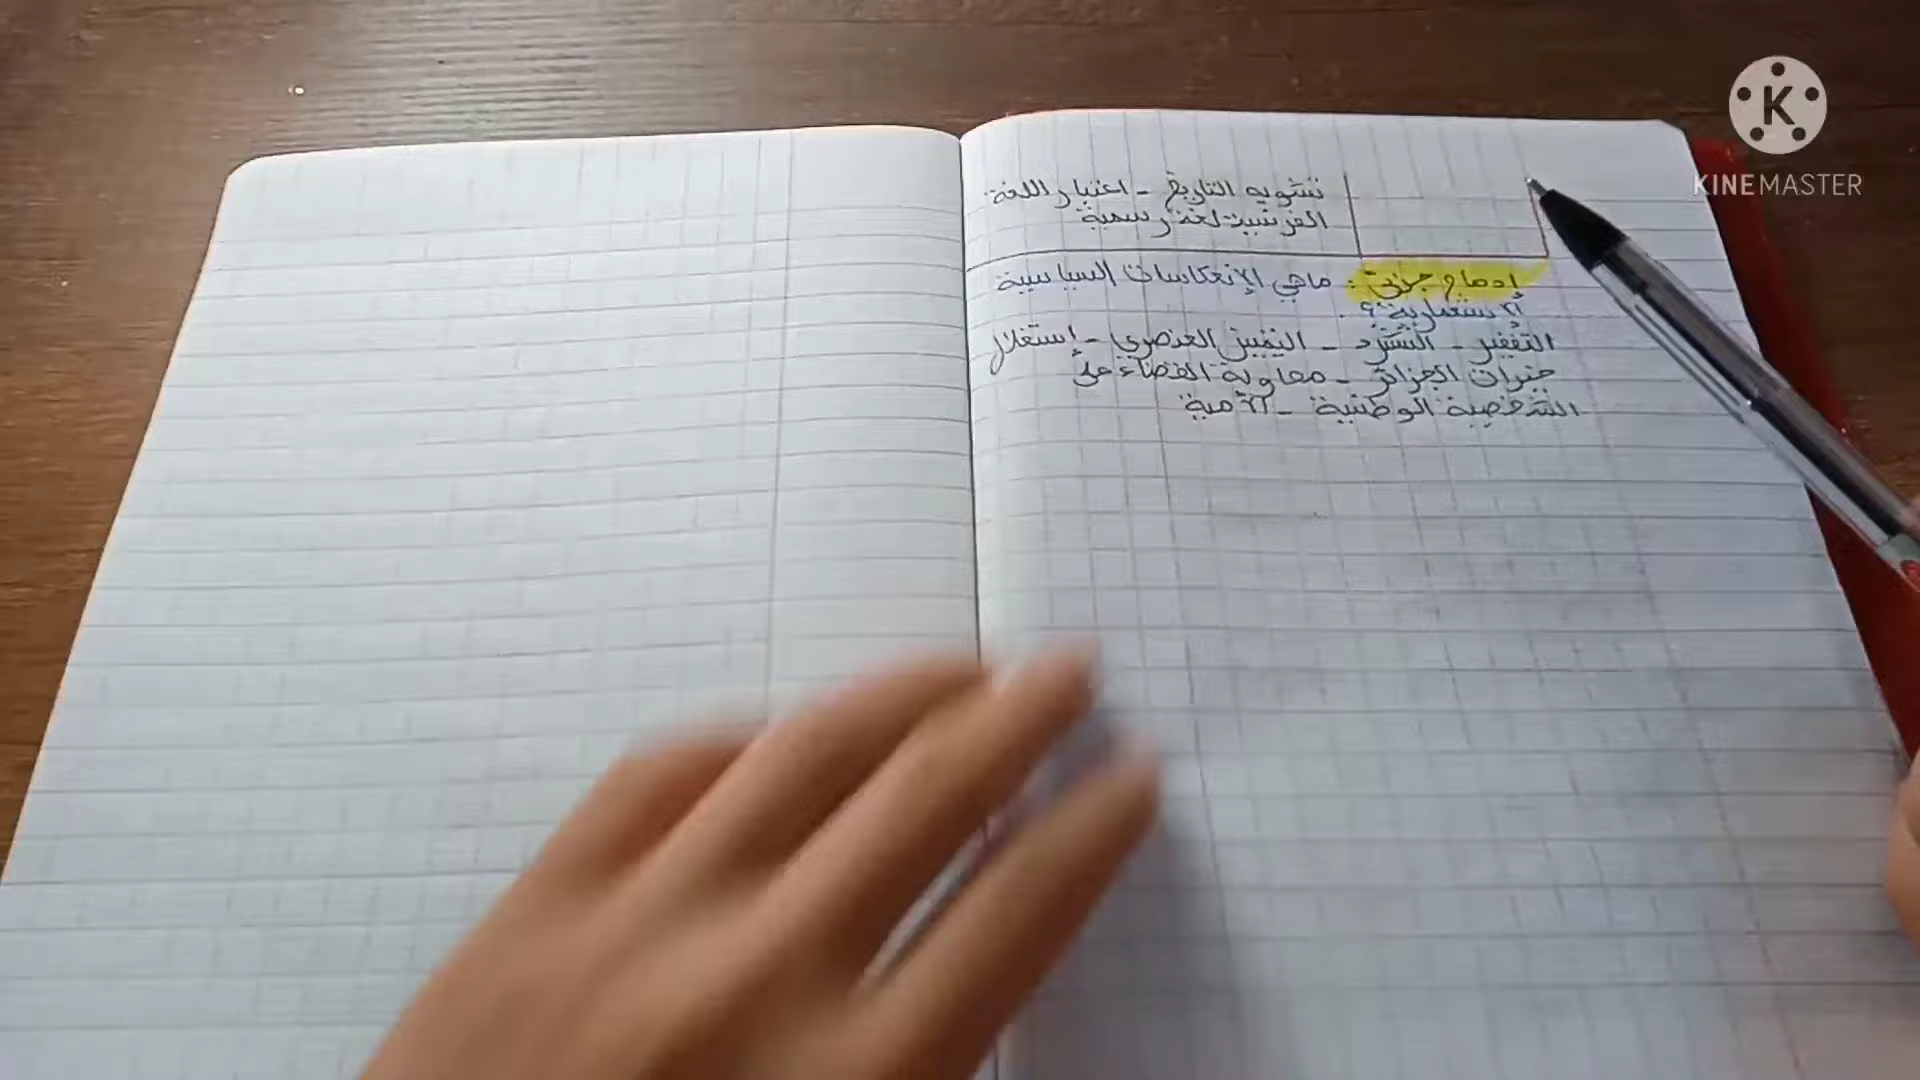 تشويه التاريخ - اعتبار اللغة
الفرنسية لغة رسمية
إدماج جزئي: ماهي الإنعكاسات السياسية
الاستعمارية؟
التفقير - التشرد - التمييز العنصري - إستغلال
خيرات الجزائر - محاولة القضاء على
الشخصية الوطنية - الأمية
KINEMASTER